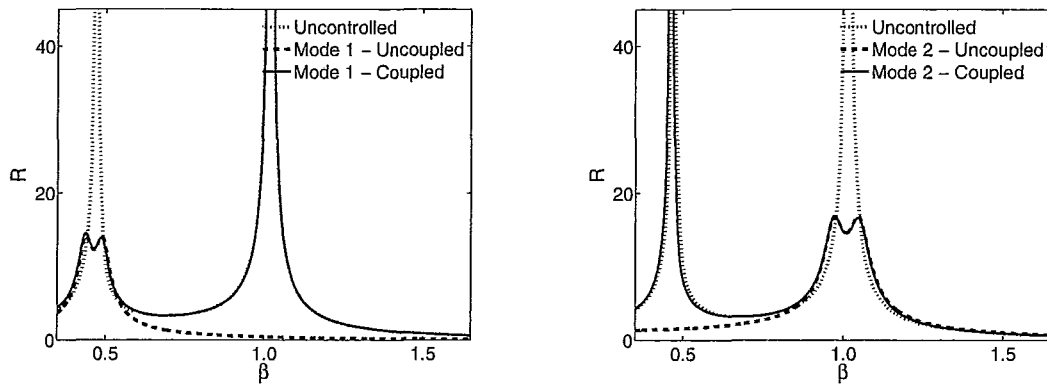 40
20
0
R
0.5
1.0
1.5
β
Uncontrolled
Mode 1 – Uncoupled
Mode 1 – Coupled
40
20
0
R
0.5
1.0
1.5
β
Uncontrolled
Mode 2 – Uncoupled
Mode 2 – Coupled